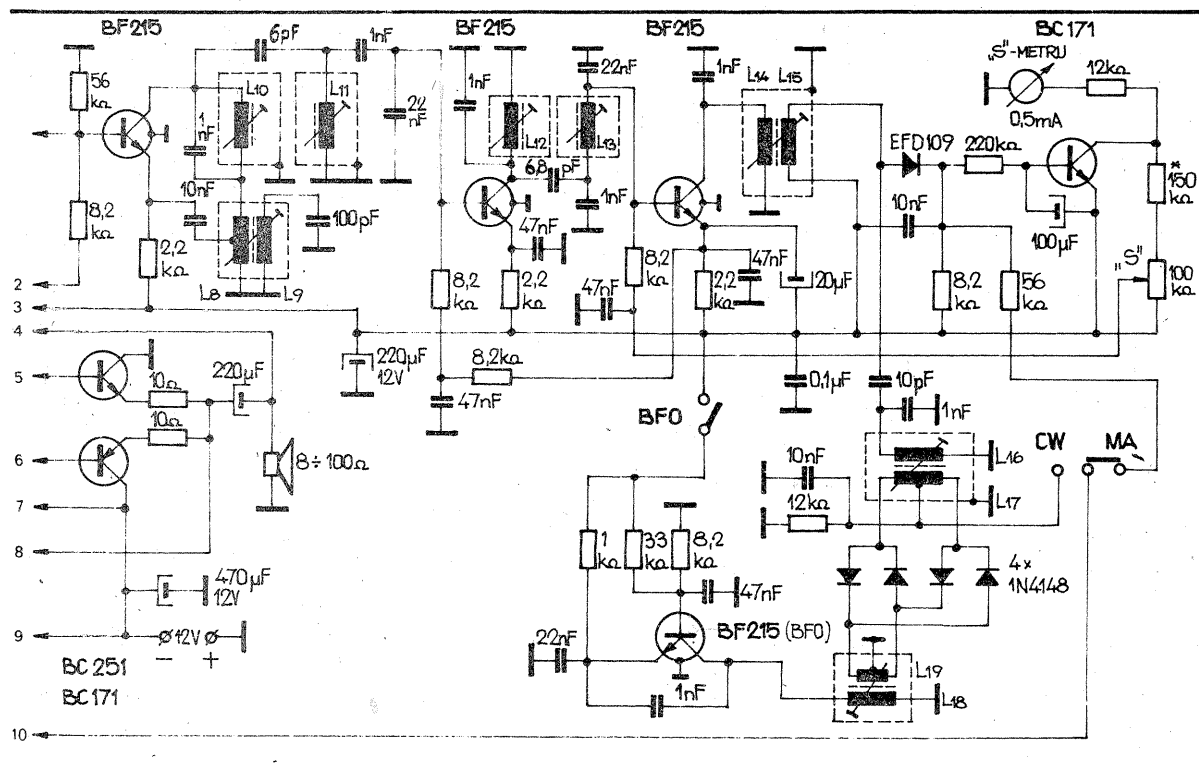 BF215
BF215
BF215
BC171
6pF
1nF
"S"-METRU
12kΩ
0,5mA
56
kΩ
1
nF
L10
L11
22
nF
1nF
L12
L13
22nF
1nF
L14
L15
EFD109
220kΩ
*
150
kΩ
10nF
6,8
pF
1nF
10nF
100µF
8,2
kΩ
2,2
kΩ
100pF
L8
L9
47nF
8,2
kΩ
2,2
kΩ
47nF
8,2
kΩ
2,2
kΩ
47nF
20µF
8,2
kΩ
56
kΩ
"S"
100
kΩ
2
3
4
5
220µF
10Ω
10Ω
220µF
12V
8,2kΩ
47nF
0,1µF
10pF
1nF
BFO
6
8÷100Ω
7
8
10nF
12kΩ
L16
L17
CW
MA
1
kΩ
33
kΩ
8,2
kΩ
47nF
4x
1N4148
470µF
12V
9
12V
-
+
BC251
BC171
22nF
BF215 (BFO)
1nF
L19
L18
10